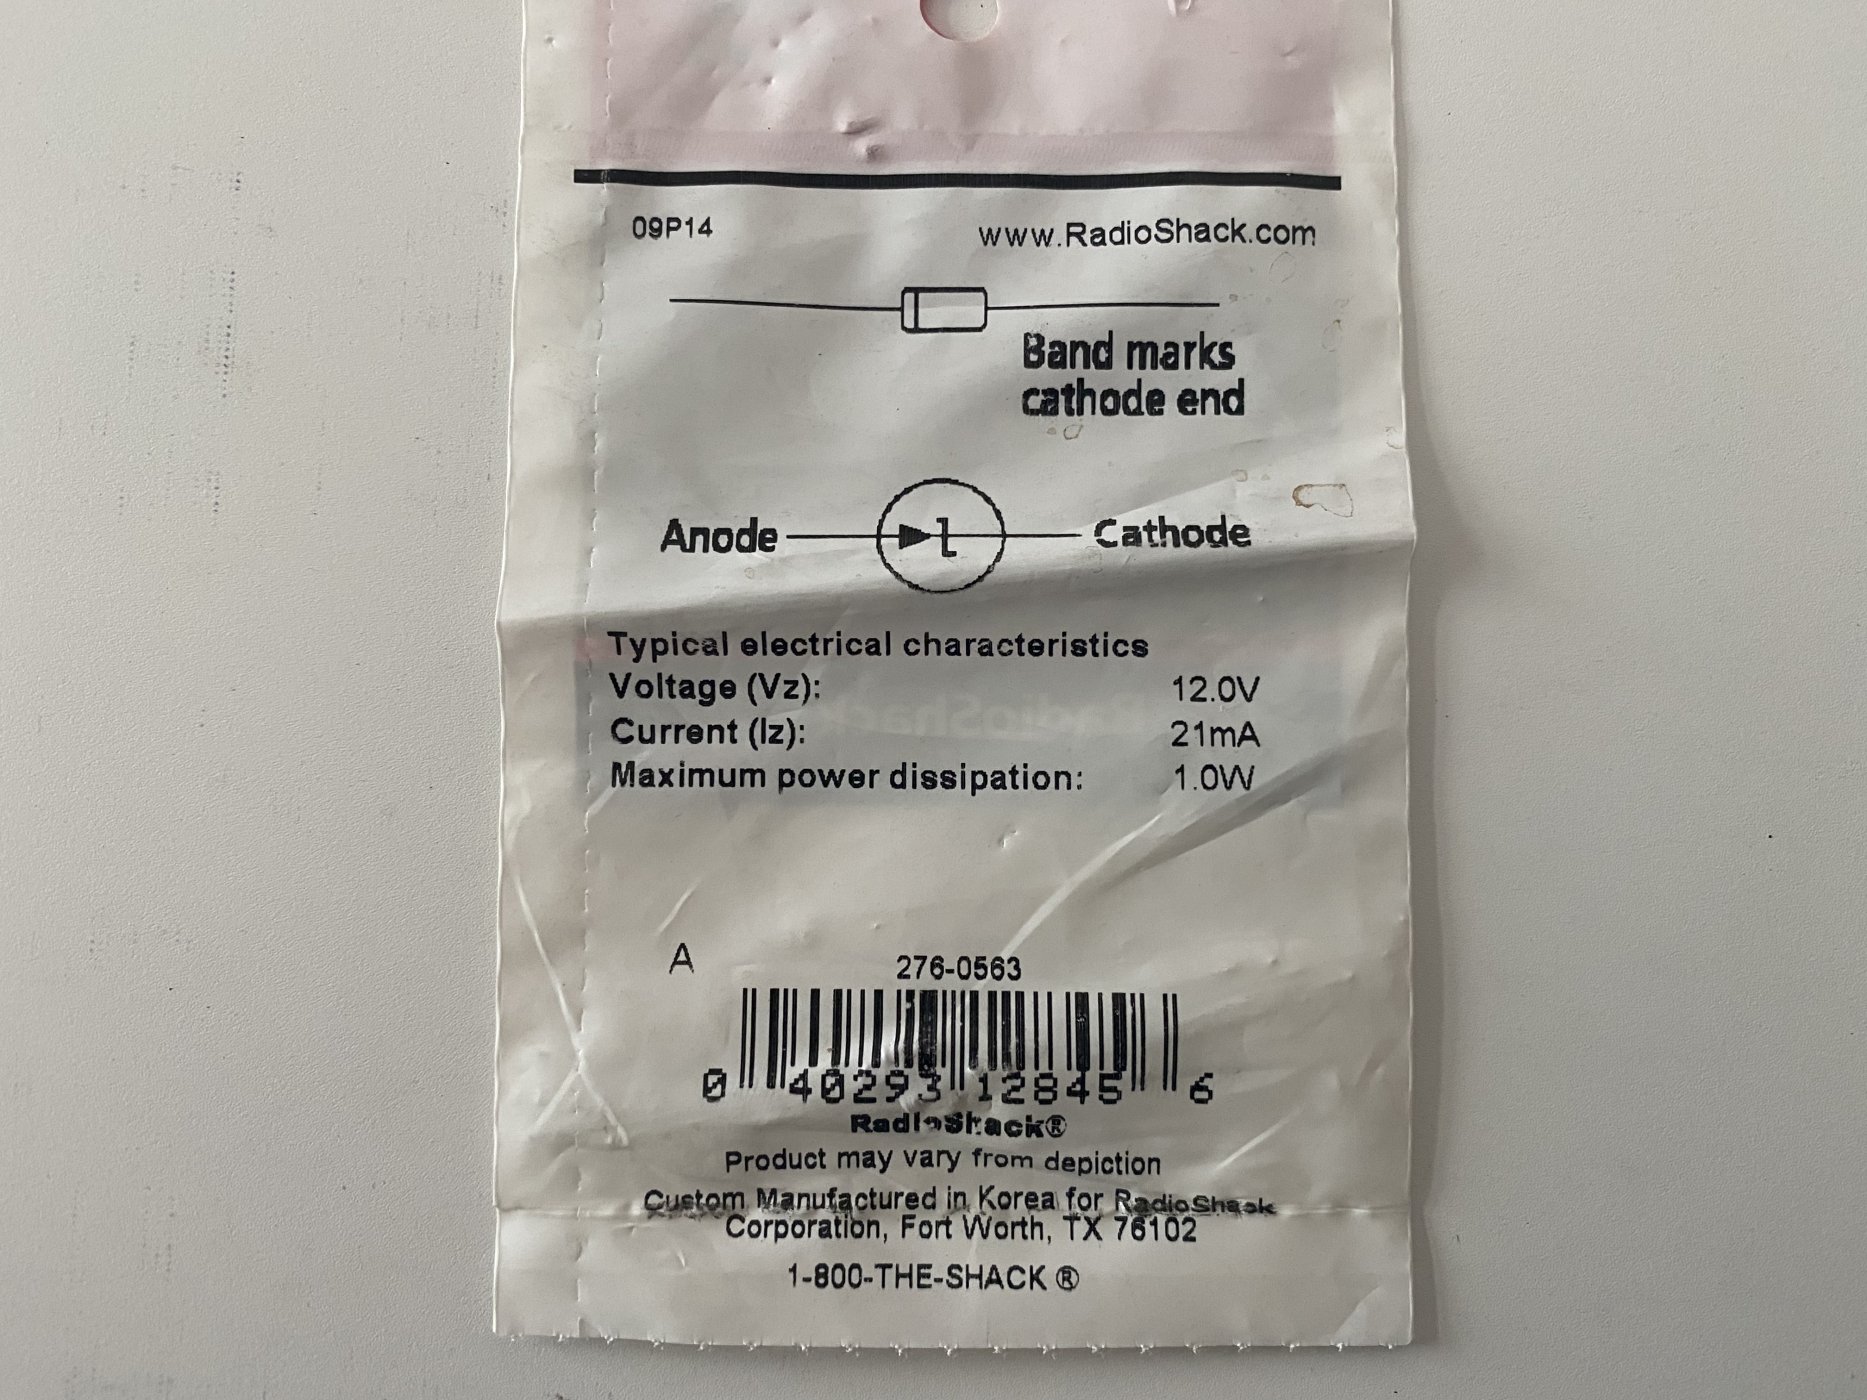 09P14 www.RadioShack.com
Band marks
cathode end
Anode Cathode
Typical electrical characteristics
Voltage (Vz): 12.0V
Current (Iz): 21mA
Maximum power dissipation: 1.0W
A 276-0563
0 40293 12845 6
RadioShack®
Product may vary from depiction
Custom Manufactured in Korea for RadioShack
Corporation, Fort Worth, TX 76102
1-800-THE-SHACK ®